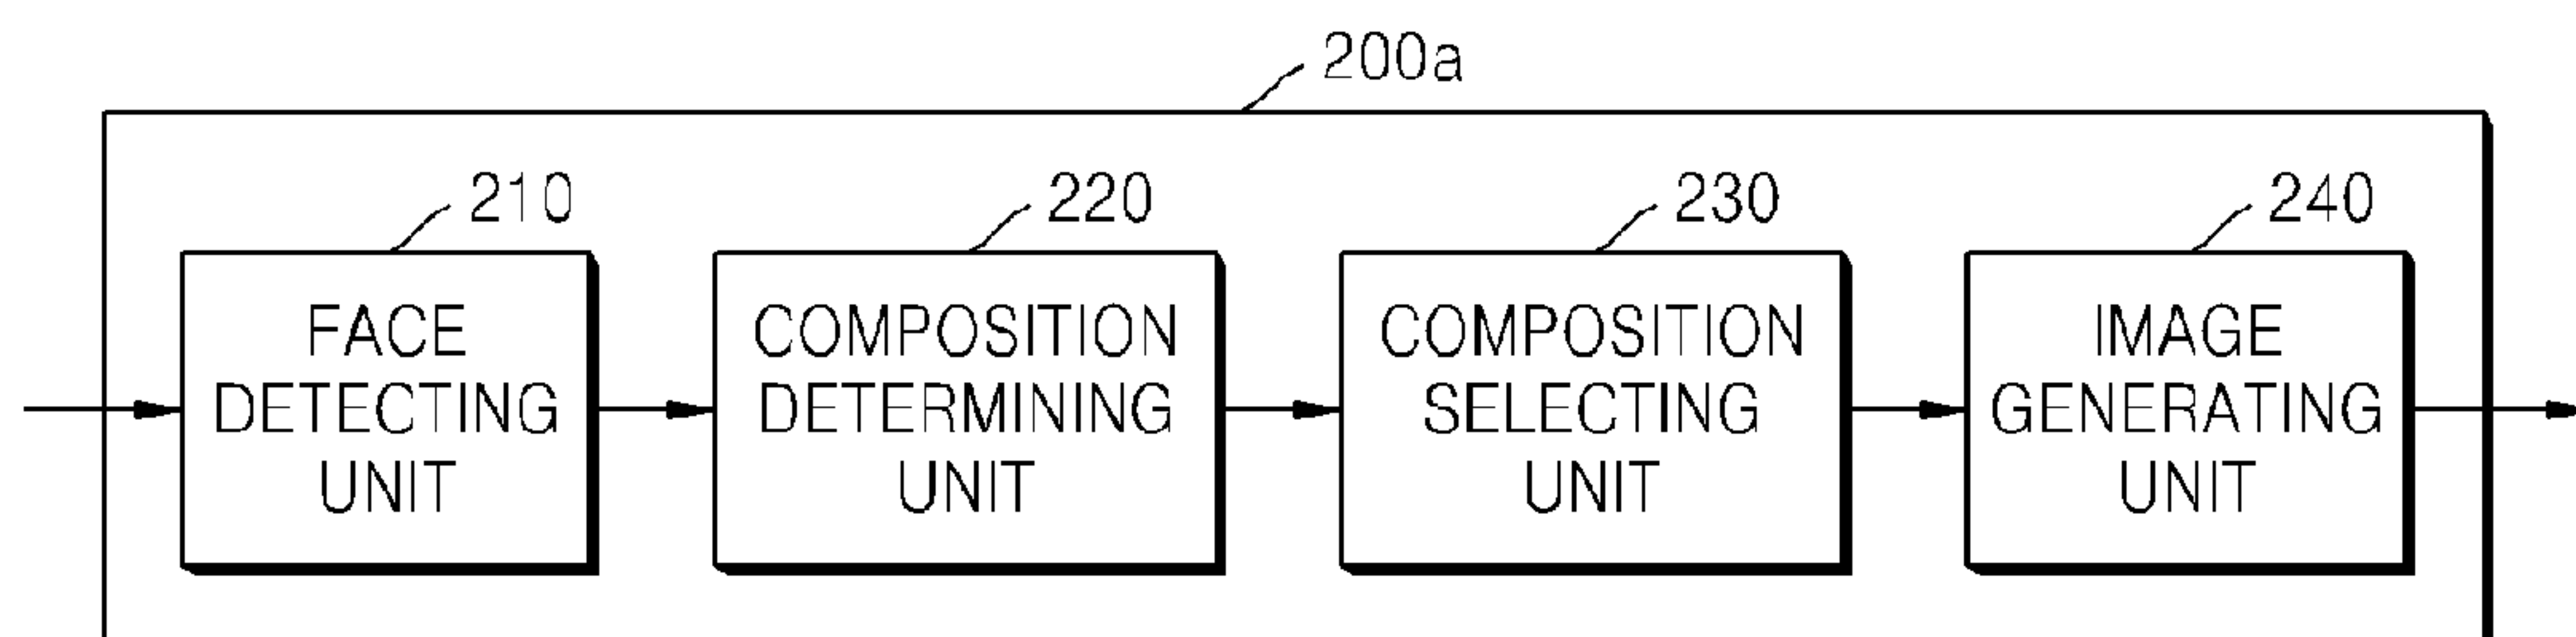 200a
210
220
230
240
FACE
DETECTING
UNIT
COMPOSITION
DETERMINING
UNIT
COMPOSITION
SELECTING
UNIT
IMAGE
GENERATING
UNIT